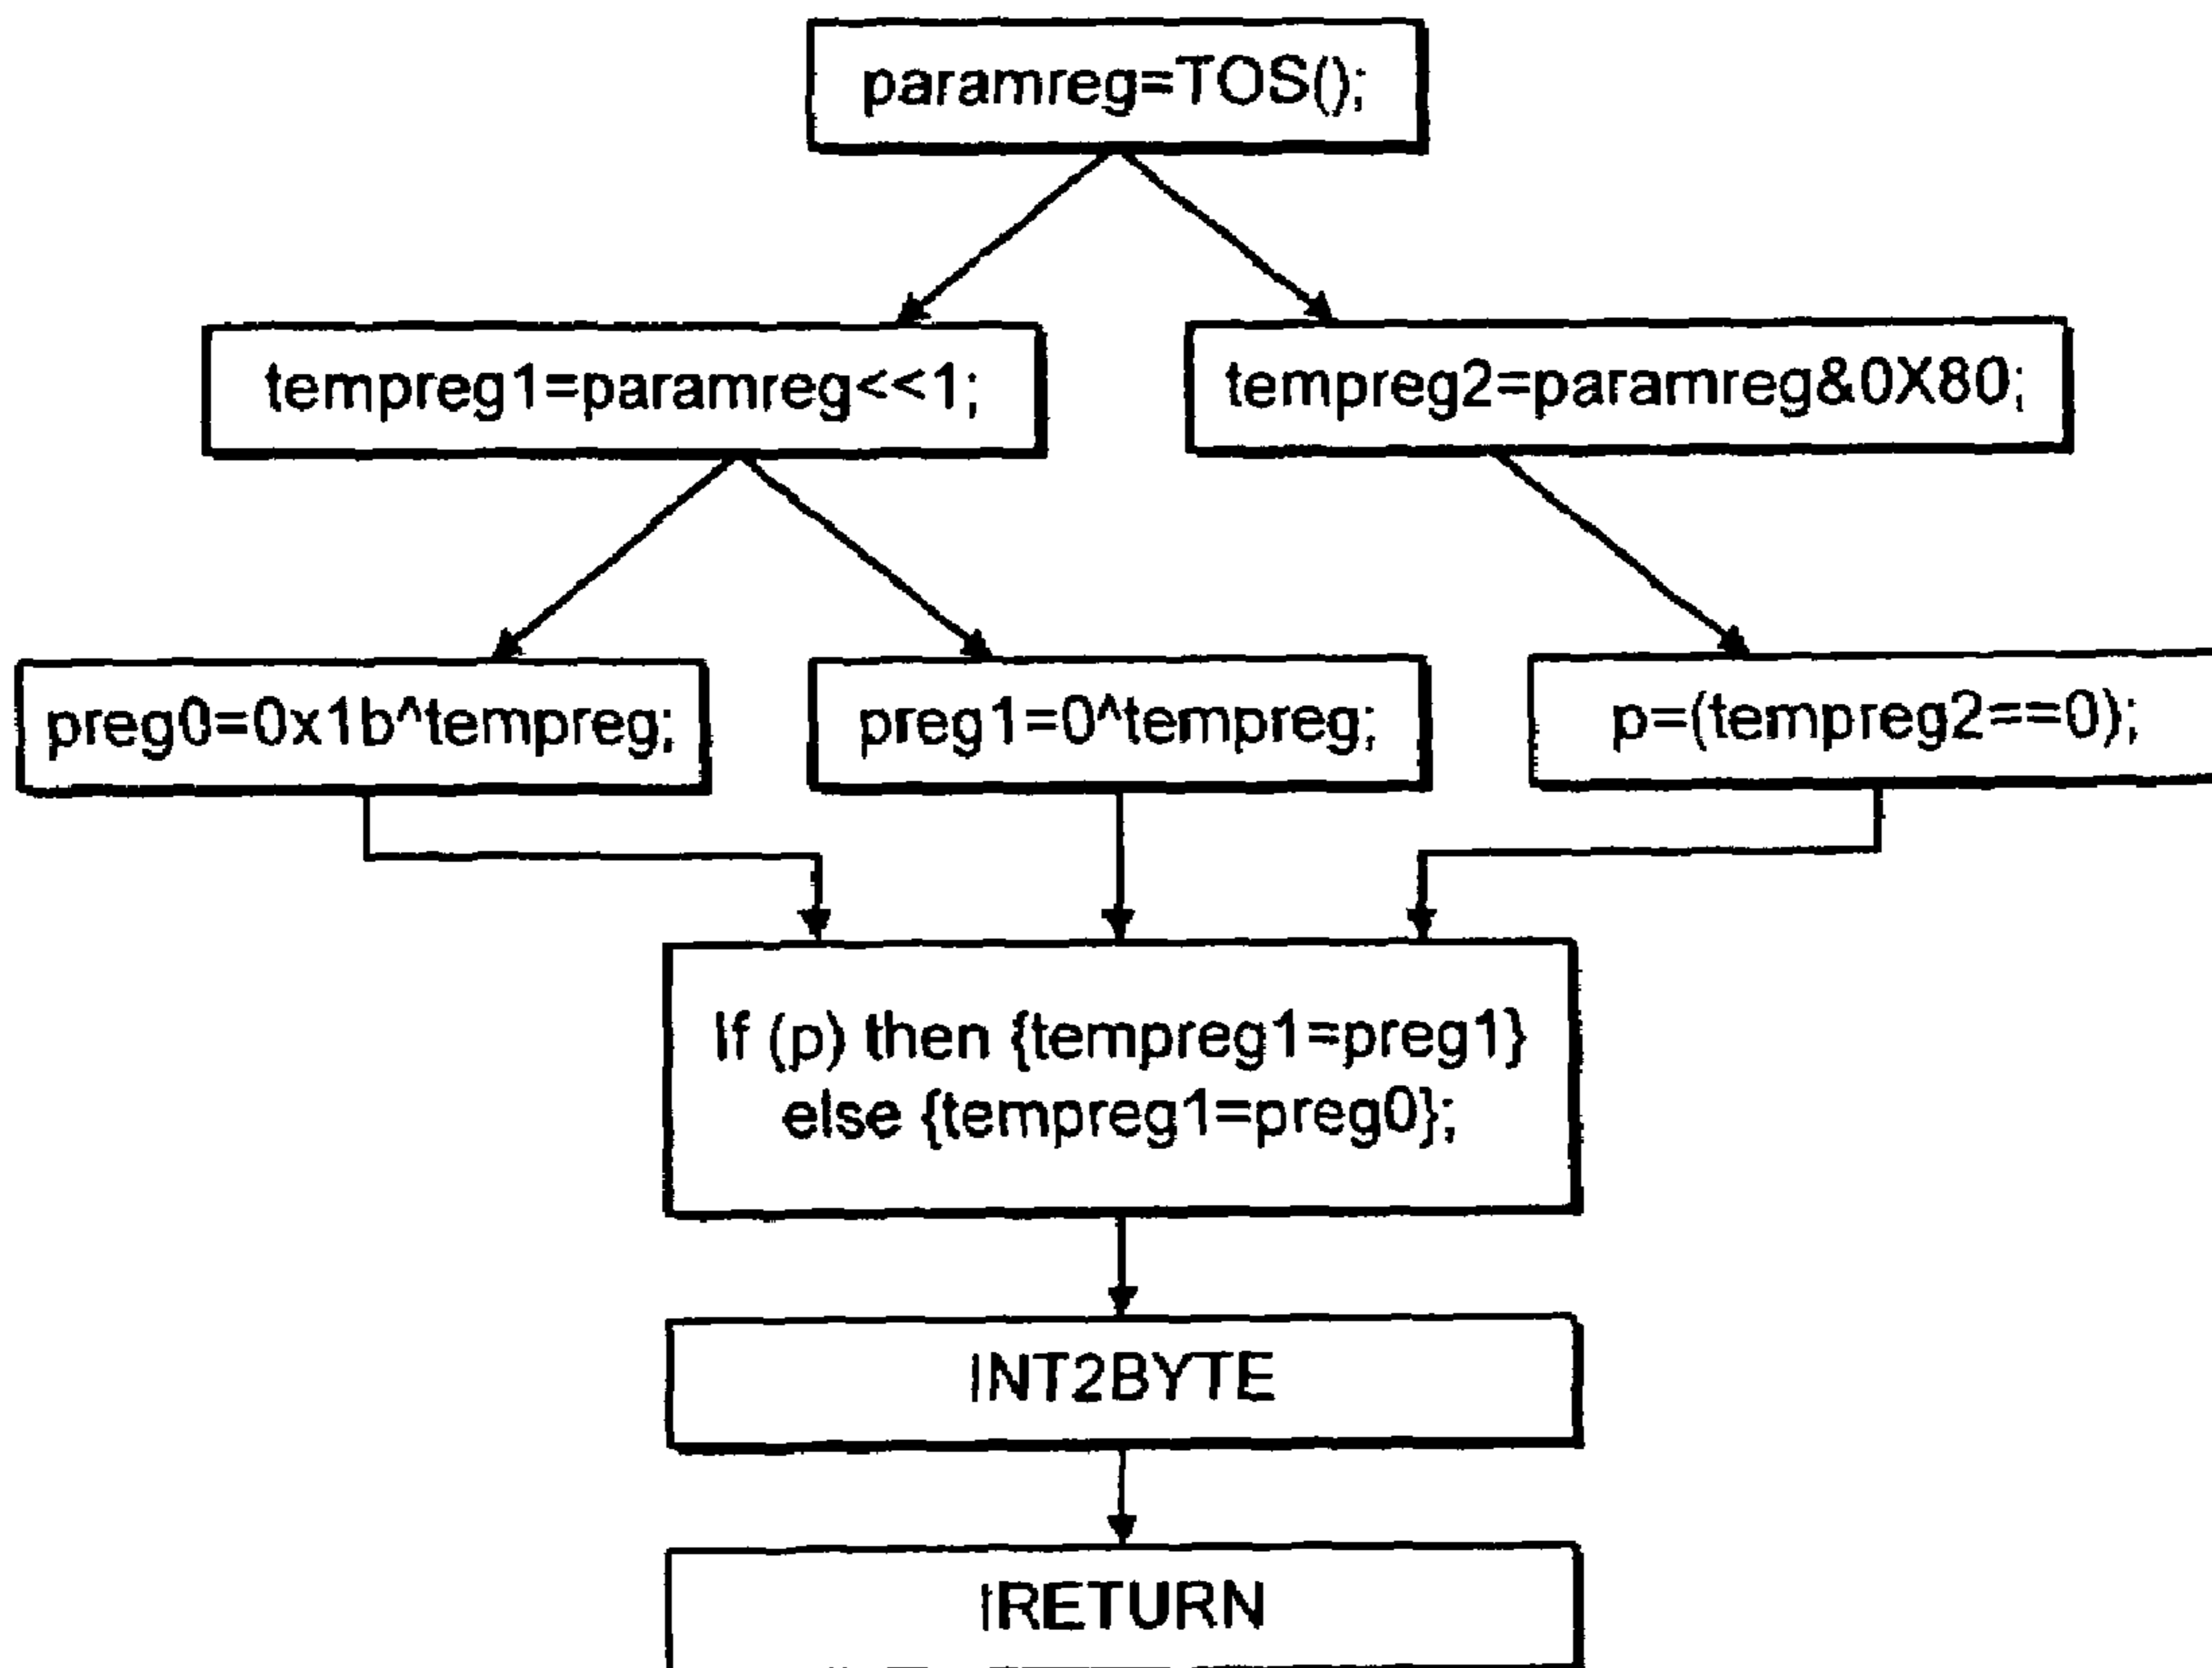 paramreg=TOS();
tempreg1=paramreg<<1;
tempreg2=paramreg&0X80;
preg0=0x1b^tempreg;
preg1=0^tempreg;
p=(tempreg2==0);
If (p) then {tempreg1=preg1}
else {tempreg1=preg0};
INT2BYTE
IRETURN